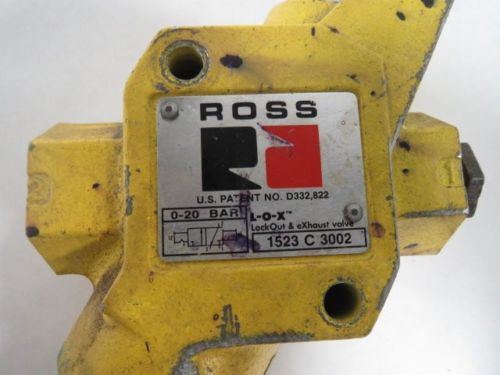 ROSS
U.S. PATENT NO. D332,822
0-20 BAR
L-O-X™
LockOut & eXhaust valve
1523 C 3002